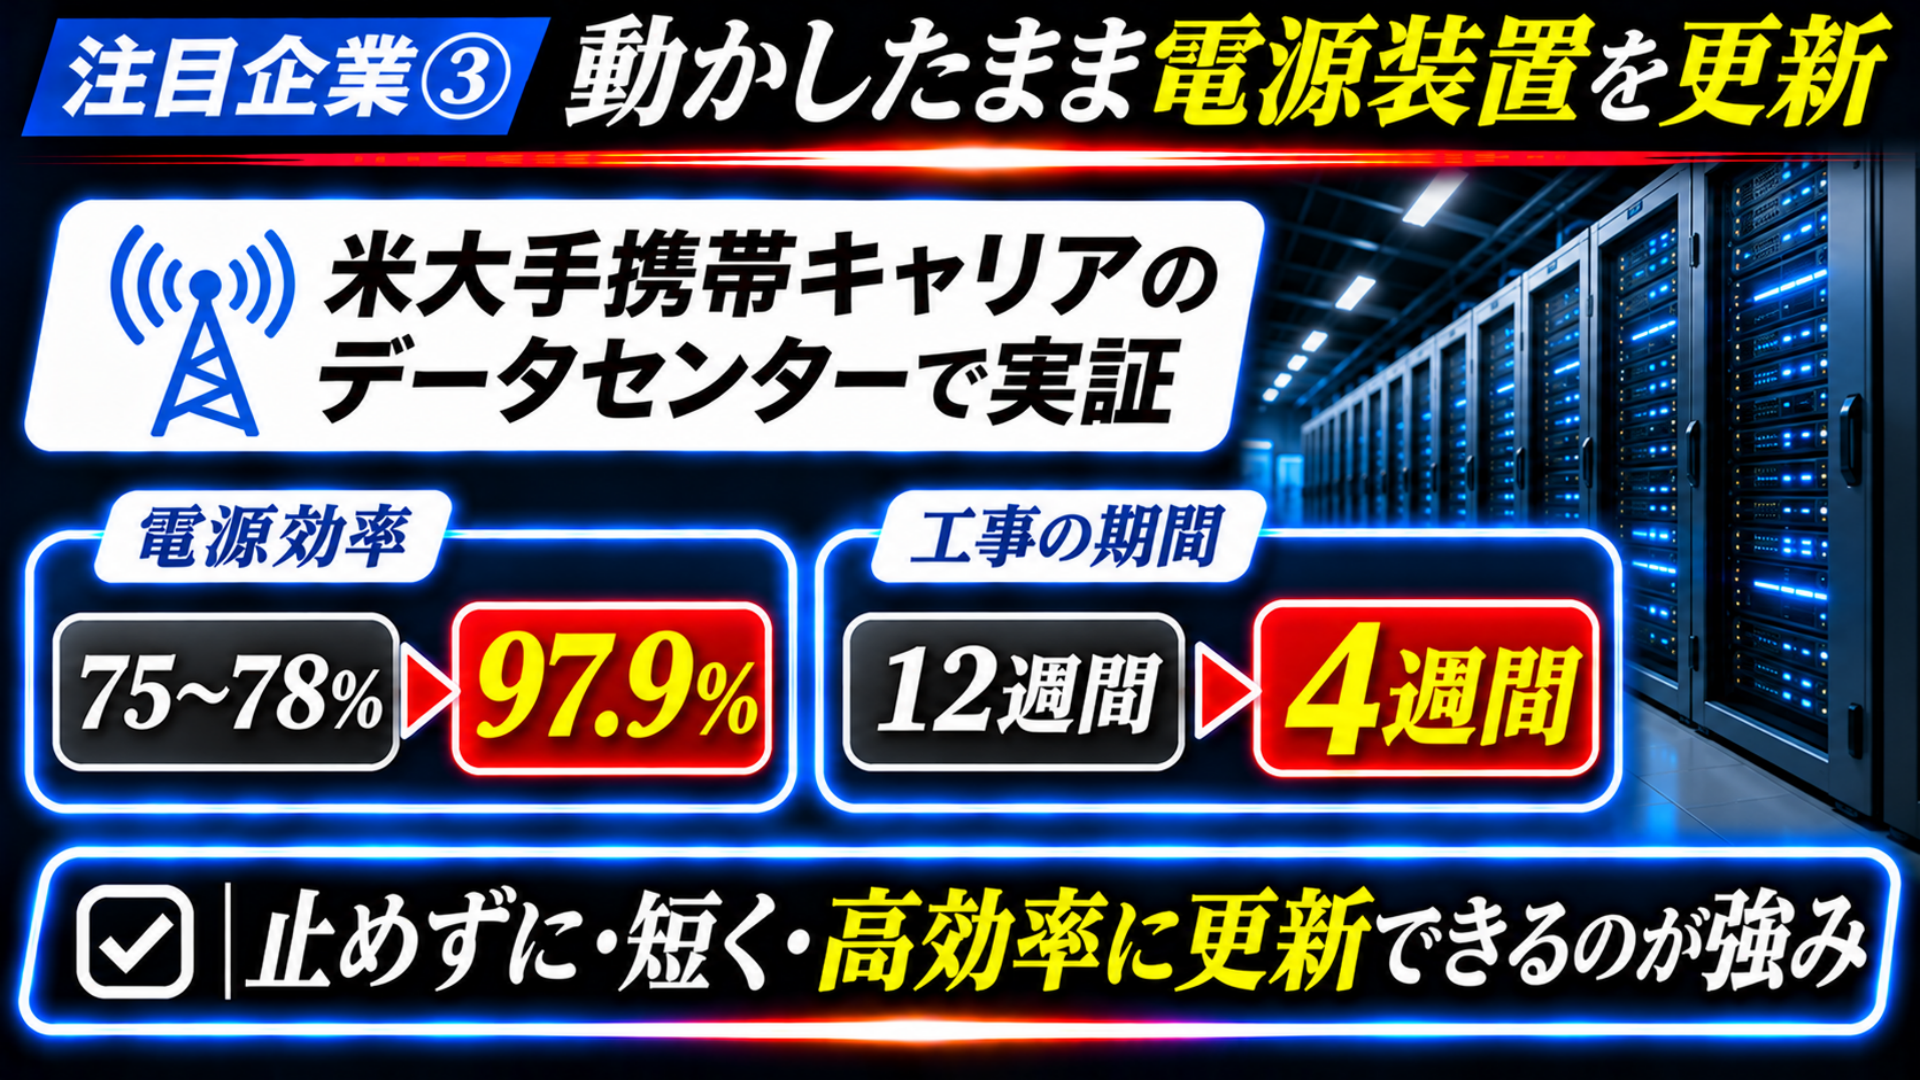 注目企業③
動かしたまま電源装置を更新
米大手携帯キャリアの
データセンターで実証
電源効率
75~78%
97.9%
工事の期間
12週間
4週間
止めずに・短く・高効率に更新できるのが強み